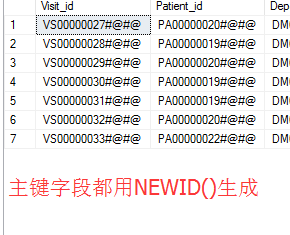 Visit_id Patient_id Dep
1 VS00000027#@#@ PA00000020#@#@ DM
2 VS00000028#@#@ PA00000019#@#@ DM
3 VS00000029#@#@ PA00000020#@#@ DM
4 VS00000030#@#@ PA00000019#@#@ DM
5 VS00000031#@#@ PA00000019#@#@ DM
6 VS00000032#@#@ PA00000020#@#@ DM
7 VS00000033#@#@ PA00000022#@#@ DM
主键字段都用NEWID()生成